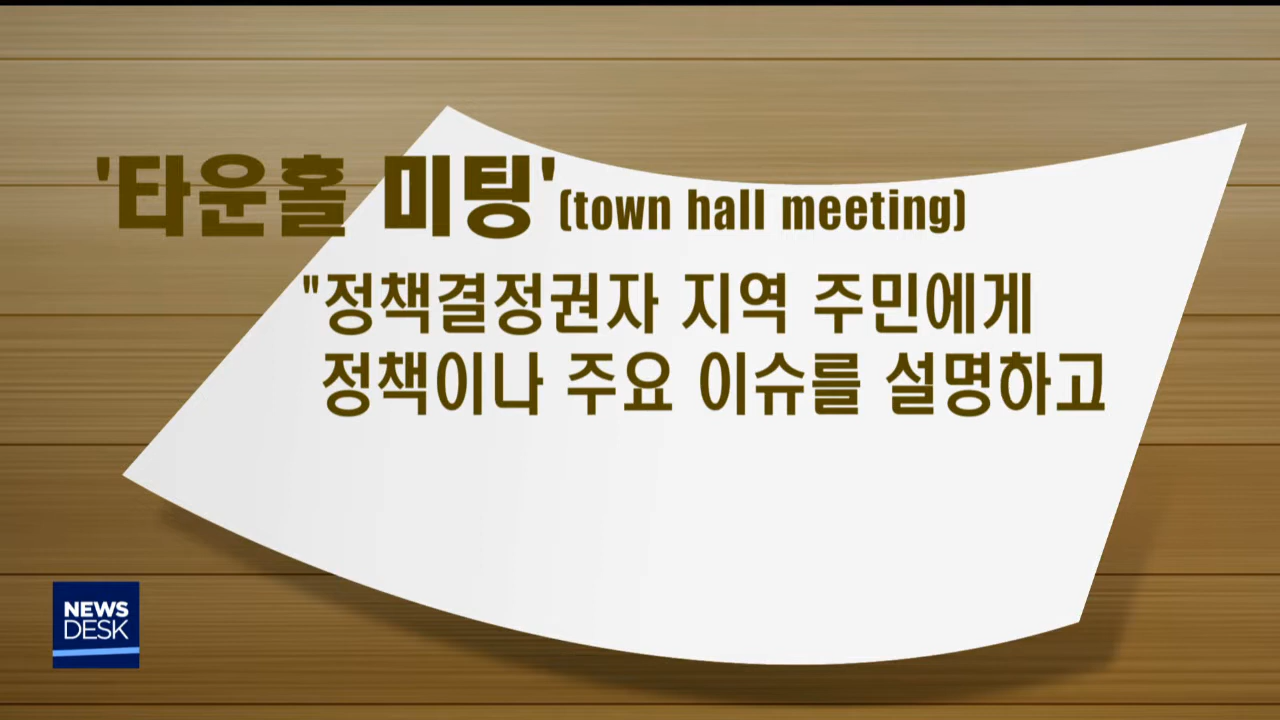 '타운홀 미팅'(town hall meeting)
"정책결정권자 지역 주민에게
정책이나 주요 이슈를 설명하고
NEWS
DESK